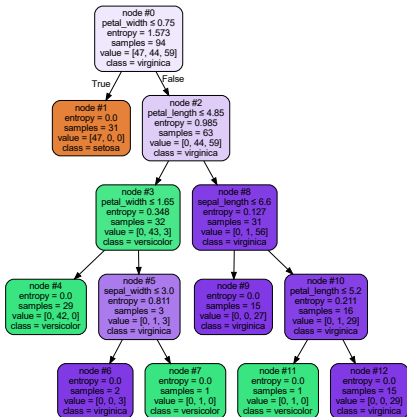 node #0
petal_width ≤ 0.75
entropy = 1.573
samples = 94
value = [47, 44, 59]
class = virginica
True
False
node #1
entropy = 0.0
samples = 31
value = [47, 0, 0]
class = setosa
node #2
petal_length ≤ 4.85
entropy = 0.985
samples = 63
value = [0, 44, 59]
class = virginica
node #3
petal_width ≤ 1.65
entropy = 0.348
samples = 32
value = [0, 43, 3]
class = versicolor
node #8
sepal_length ≤ 6.6
entropy = 0.127
samples = 31
value = [0, 1, 56]
class = virginica
node #4
entropy = 0.0
samples = 29
value = [0, 42, 0]
class = versicolor
node #5
sepal_width ≤ 3.0
entropy = 0.811
samples = 3
value = [0, 1, 3]
class = virginica
node #9
entropy = 0.0
samples = 15
value = [0, 0, 27]
class = virginica
node #10
petal_length ≤ 5.2
entropy = 0.211
samples = 16
value = [0, 1, 29]
class = virginica
node #6
entropy = 0.0
samples = 2
value = [0, 0, 3]
class = virginica
node #7
entropy = 0.0
samples = 1
value = [0, 1, 0]
class = versicolor
node #11
entropy = 0.0
samples = 1
value = [0, 1, 0]
class = versicolor
node #12
entropy = 0.0
samples = 15
value = [0, 0, 29]
class = virginica